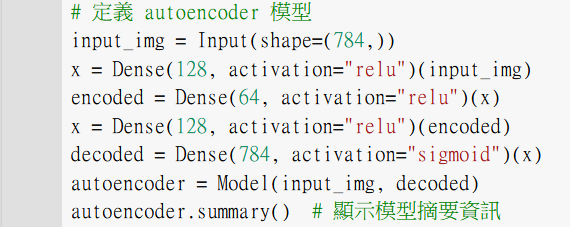 # 定義 autoencoder 模型
input_img = Input(shape=(784,))
x = Dense(128, activation="relu")(input_img)
encoded = Dense(64, activation="relu")(x)
x = Dense(128, activation="relu")(encoded)
decoded = Dense(784, activation="sigmoid")(x)
autoencoder = Model(input_img, decoded)
autoencoder.summary()  # 顯示模型摘要資訊